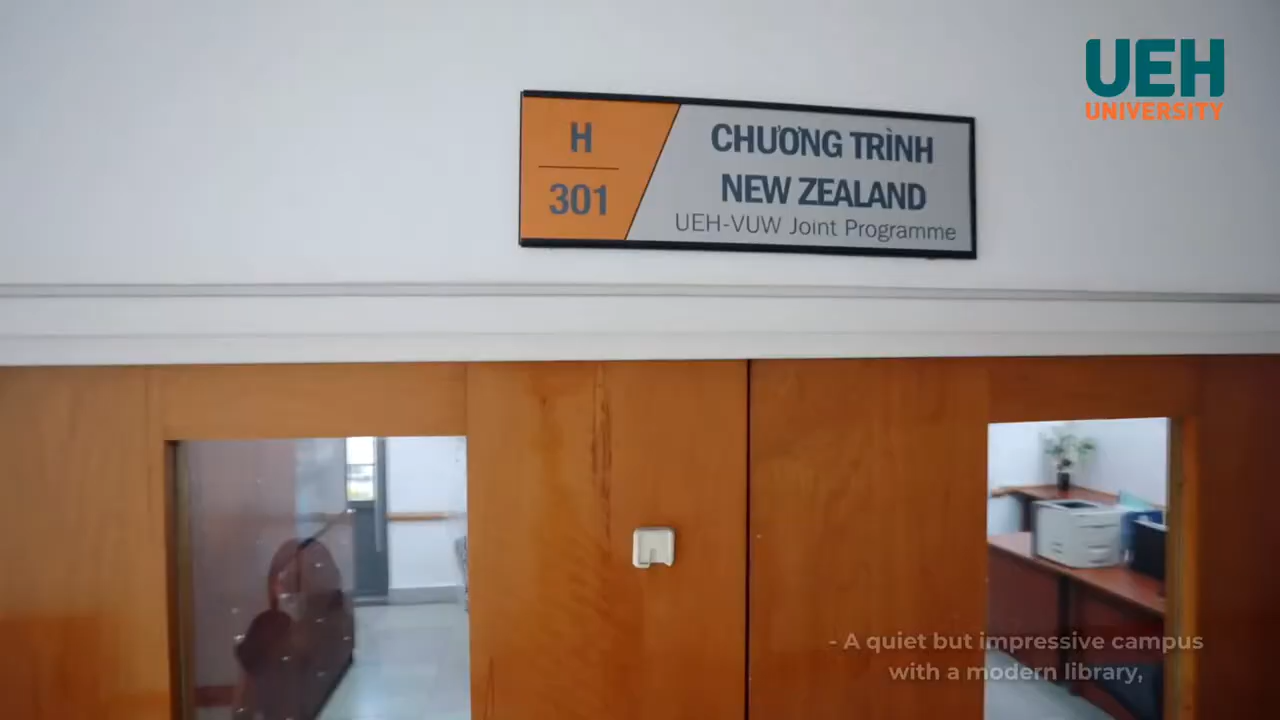 UEH
UNIVERSITY
H
301
CHƯƠNG TRÌNH
NEW ZEALAND
UEH-VUW Joint Programme
- A quiet but impressive campus
with a modern library,